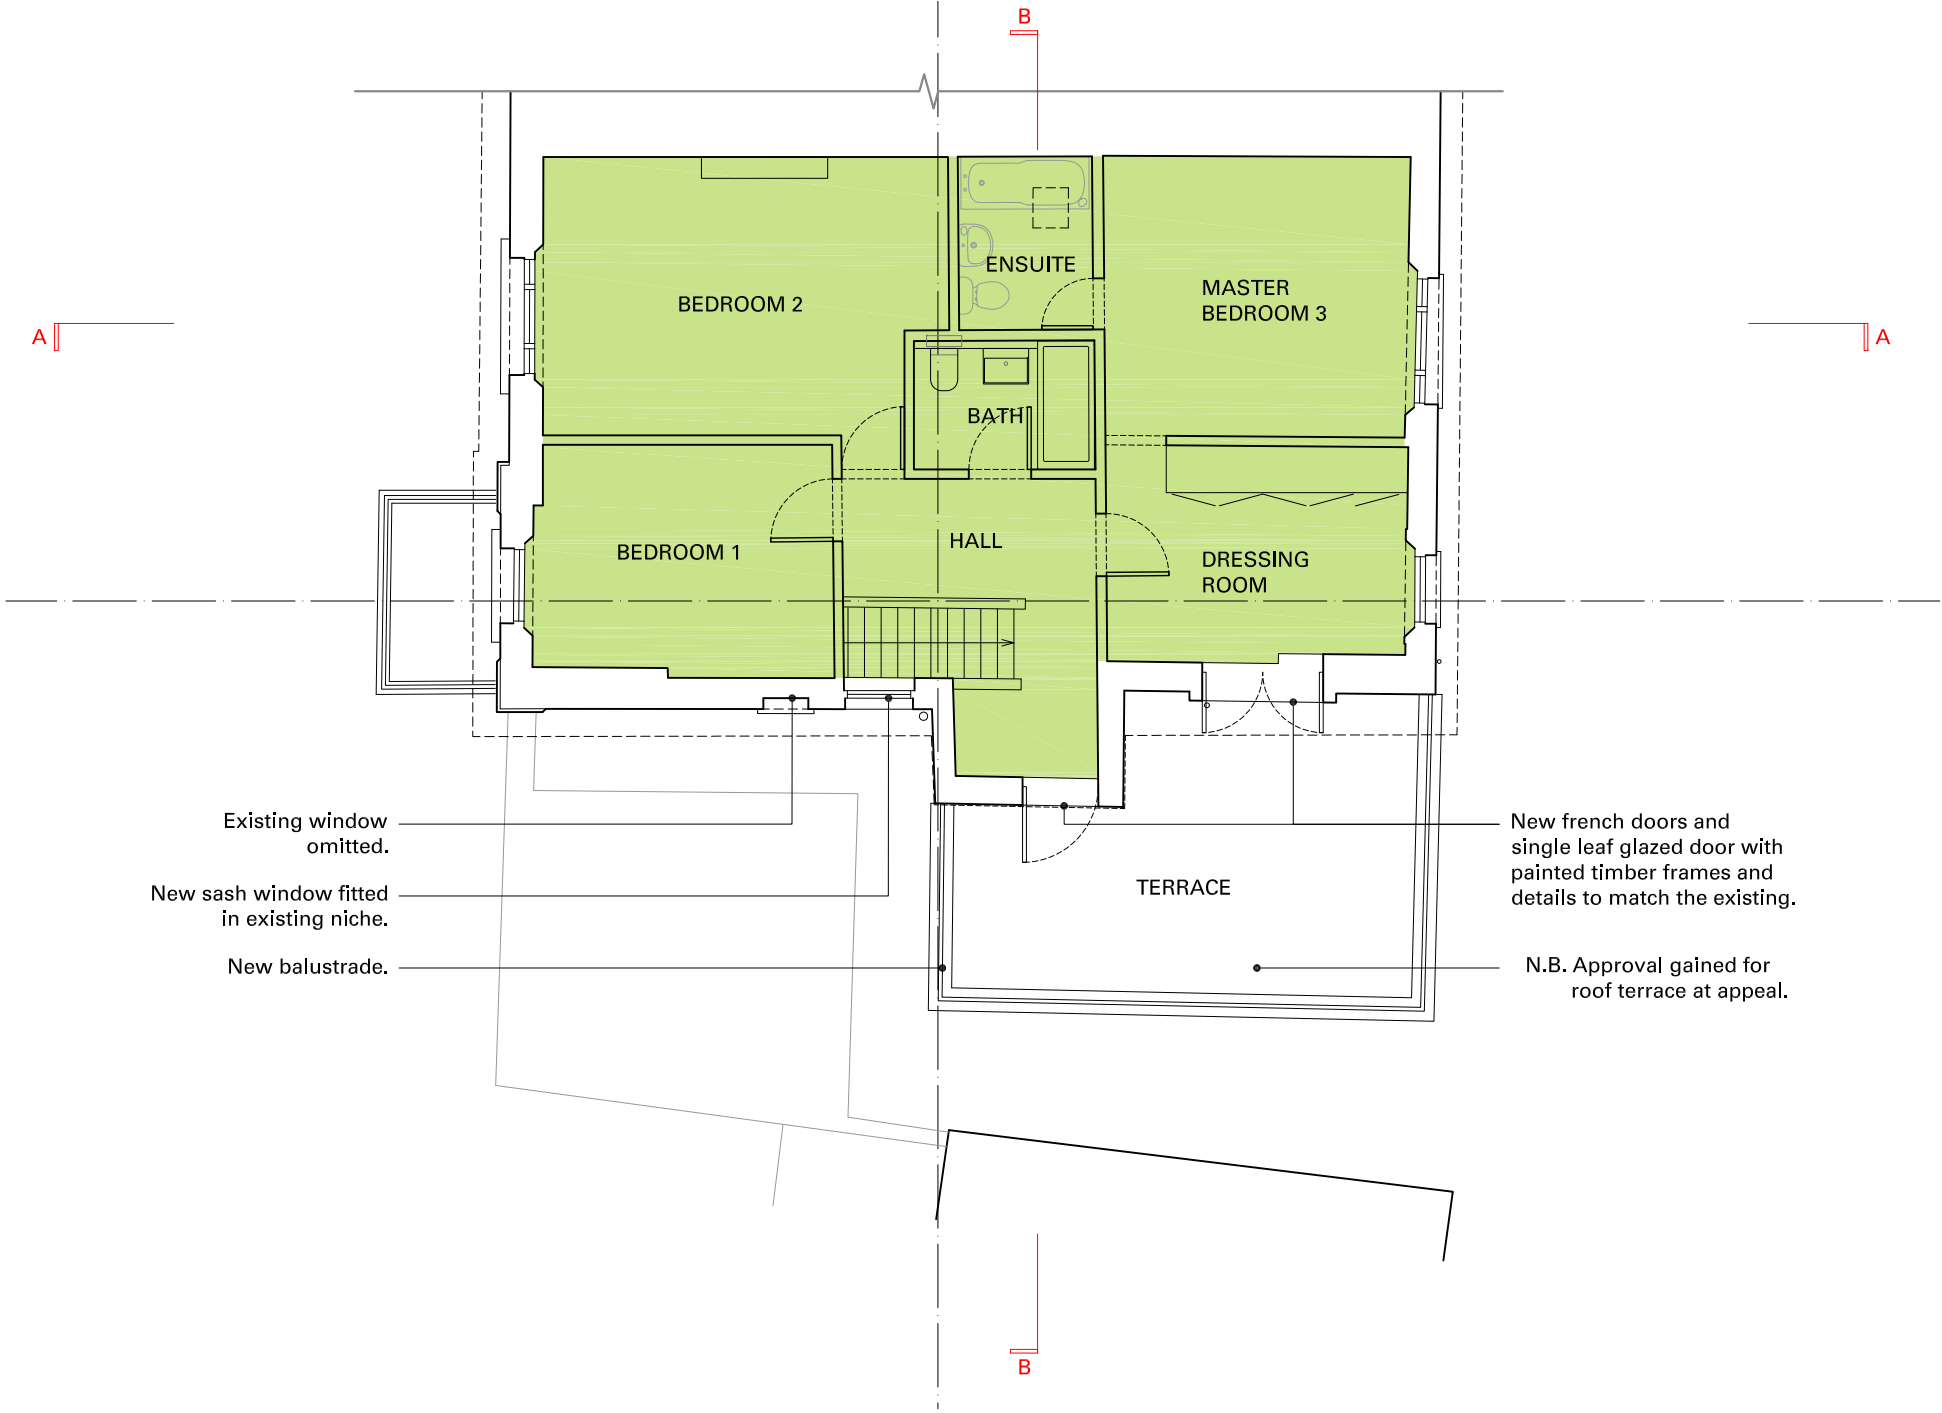 B
ENSUITE
MASTER
BEDROOM 3
BEDROOM 2
A
A
BATH
HALL
BEDROOM 1
DRESSING
ROOM
Existing window
omitted.
New sash window fitted
in existing niche.
New balustrade.
TERRACE
New french doors and
single leaf glazed door with
painted timber frames and
details to match the existing.
N.B. Approval gained for
roof terrace at appeal.
B